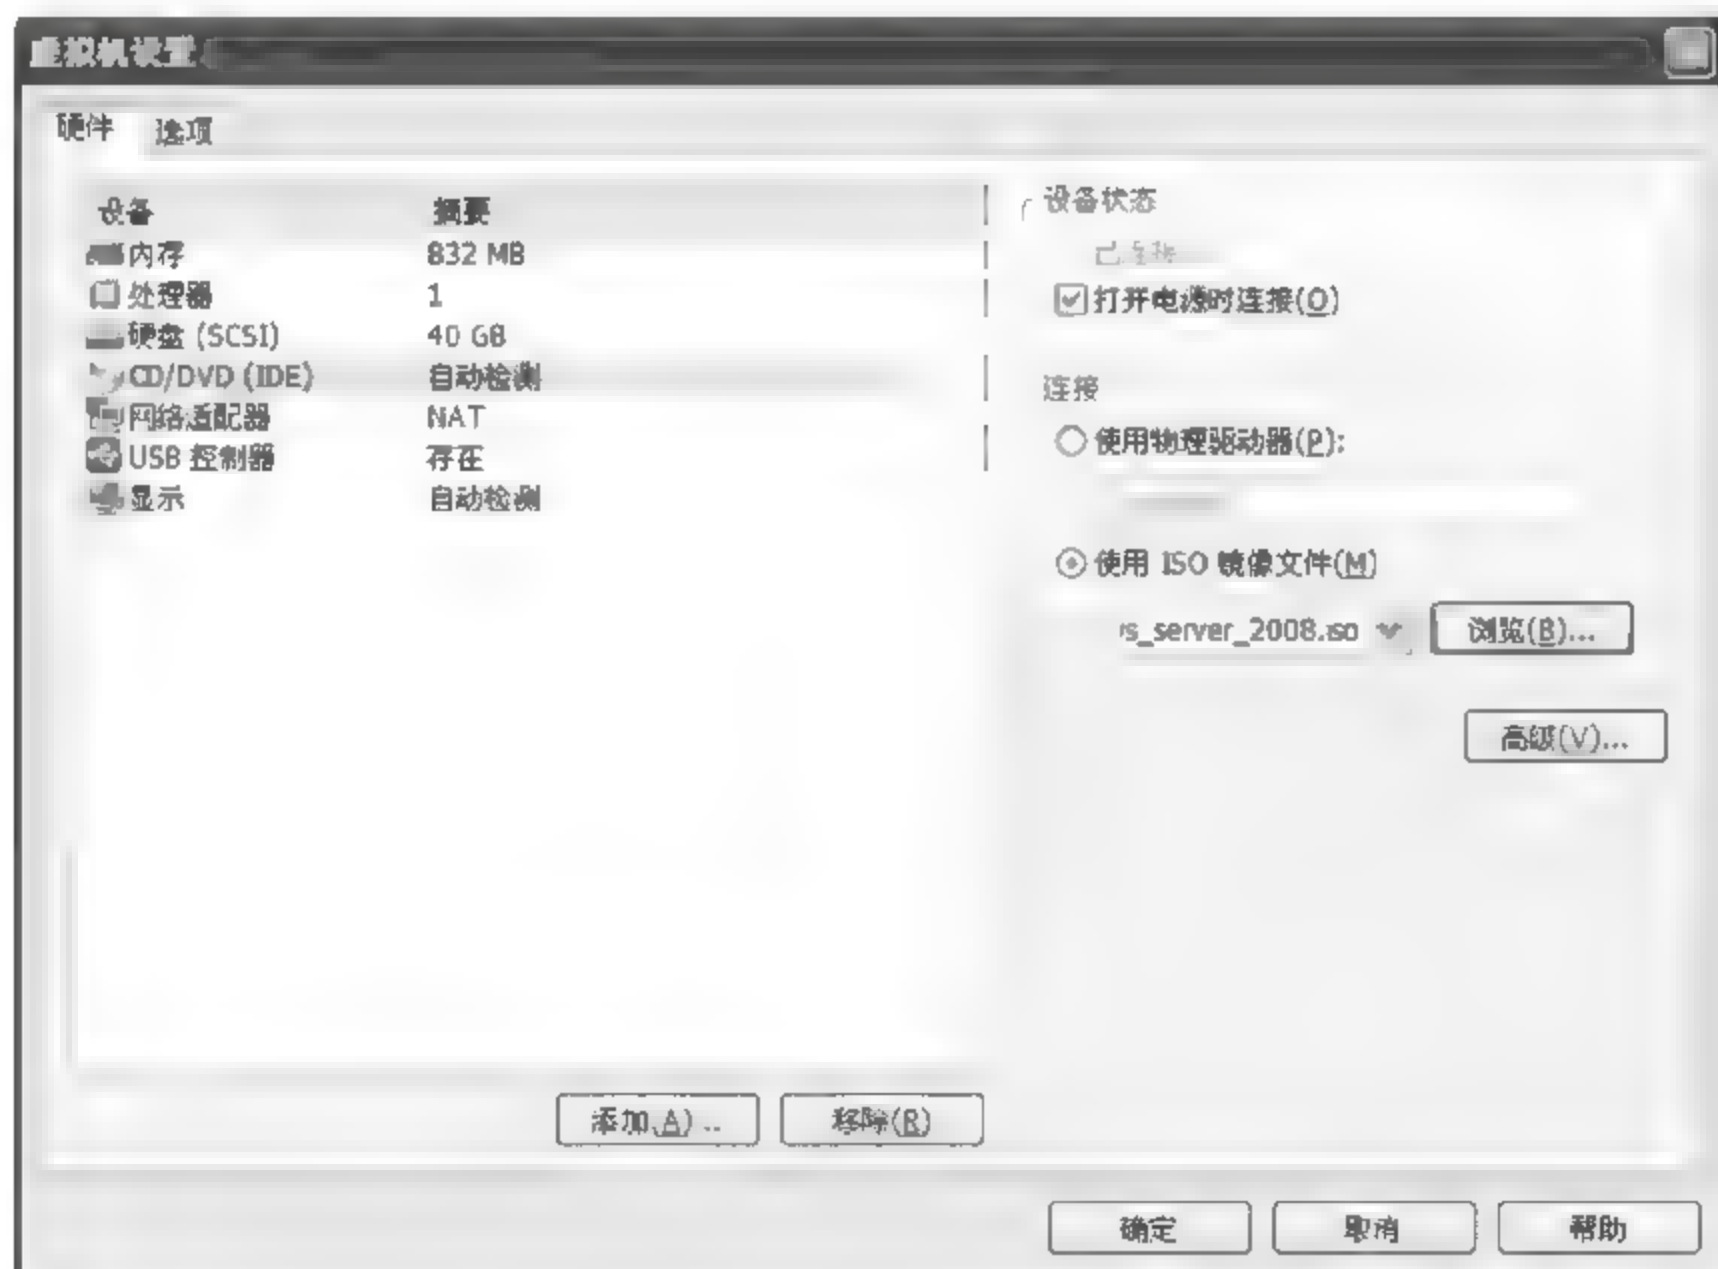 虚拟机设置
硬件 选项
设备 摘要
内存 832 MB
处理器 1
硬盘 (SCSI) 40 GB
CD/DVD (IDE) 自动检测
网络适配器 NAT
USB 控制器 存在
显示 自动检测
添加(A)...
移除(R)
设备状态
已连接
打开电源时连接(O)
连接
使用物理驱动器(P):
使用 ISO 镜像文件(M)
vs_server_2008.iso
浏览(B)...
高级(V)...
确定
取消
帮助